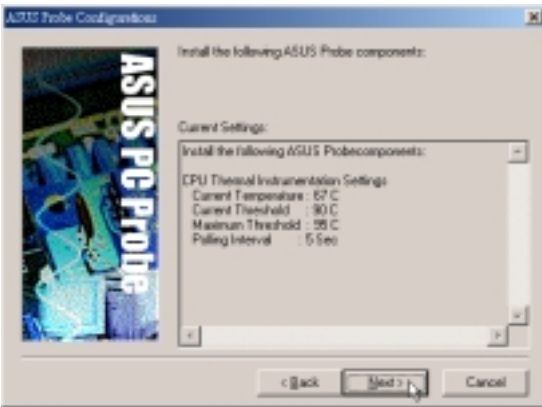 ASUS Probe Configurations
ASUS PC Probe
Install the following ASUS Probe components:
Current Settings:
Install the following ASUS Probecomponents:
CPU Thermal Instrumentation Settings
Current Temperature : 67 C
Current Threshold : 90 C
Maximum Threshold : 95 C
Polling Interval : 5 Sec
< Back
Next >
Cancel